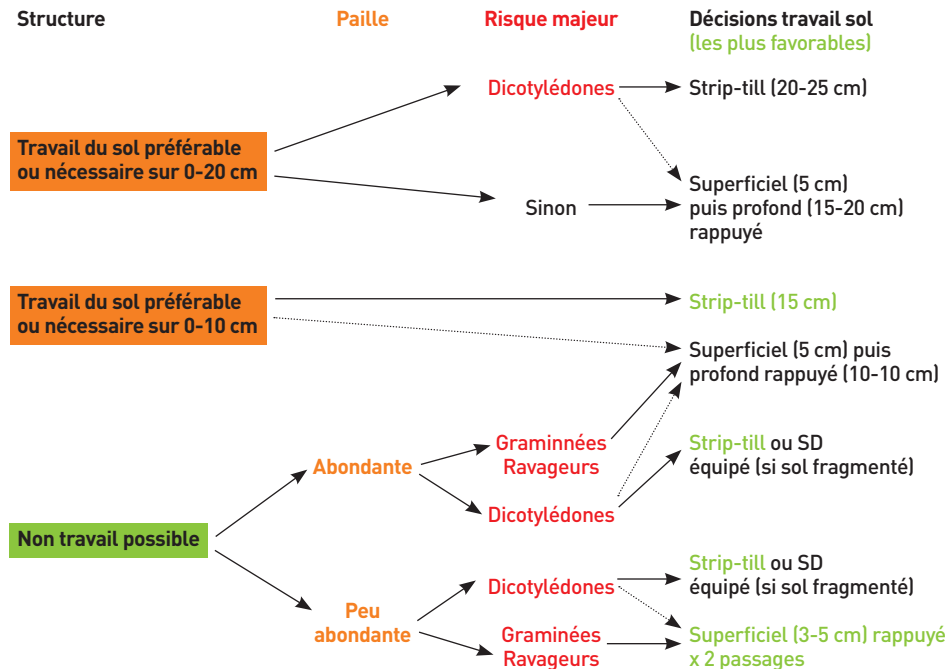 Structure
Paille
Risque majeur
Décisions travail sol
(les plus favorables)
Travail du sol préférable
ou nécessaire sur 0-20 cm
Dicotylédones
Strip-till (20-25 cm)
Sinon
Superficiel (5 cm)
puis profond (15-20 cm)
rappuyé
Travail du sol préférable
ou nécessaire sur 0-10 cm
Strip-till (15 cm)
Superficiel (5 cm) puis
profond rappuyé (10-10 cm)
Non travail possible
Abondante
Graminnées
Ravageurs
Dicotylédones
Strip-till ou SD
équipé (si sol fragmenté)
Peu
abondante
Dicotylédones
Strip-till ou SD
équipé (si sol fragmenté)
Graminées
Ravageurs
Superficiel (3-5 cm) rappuyé
x 2 passages